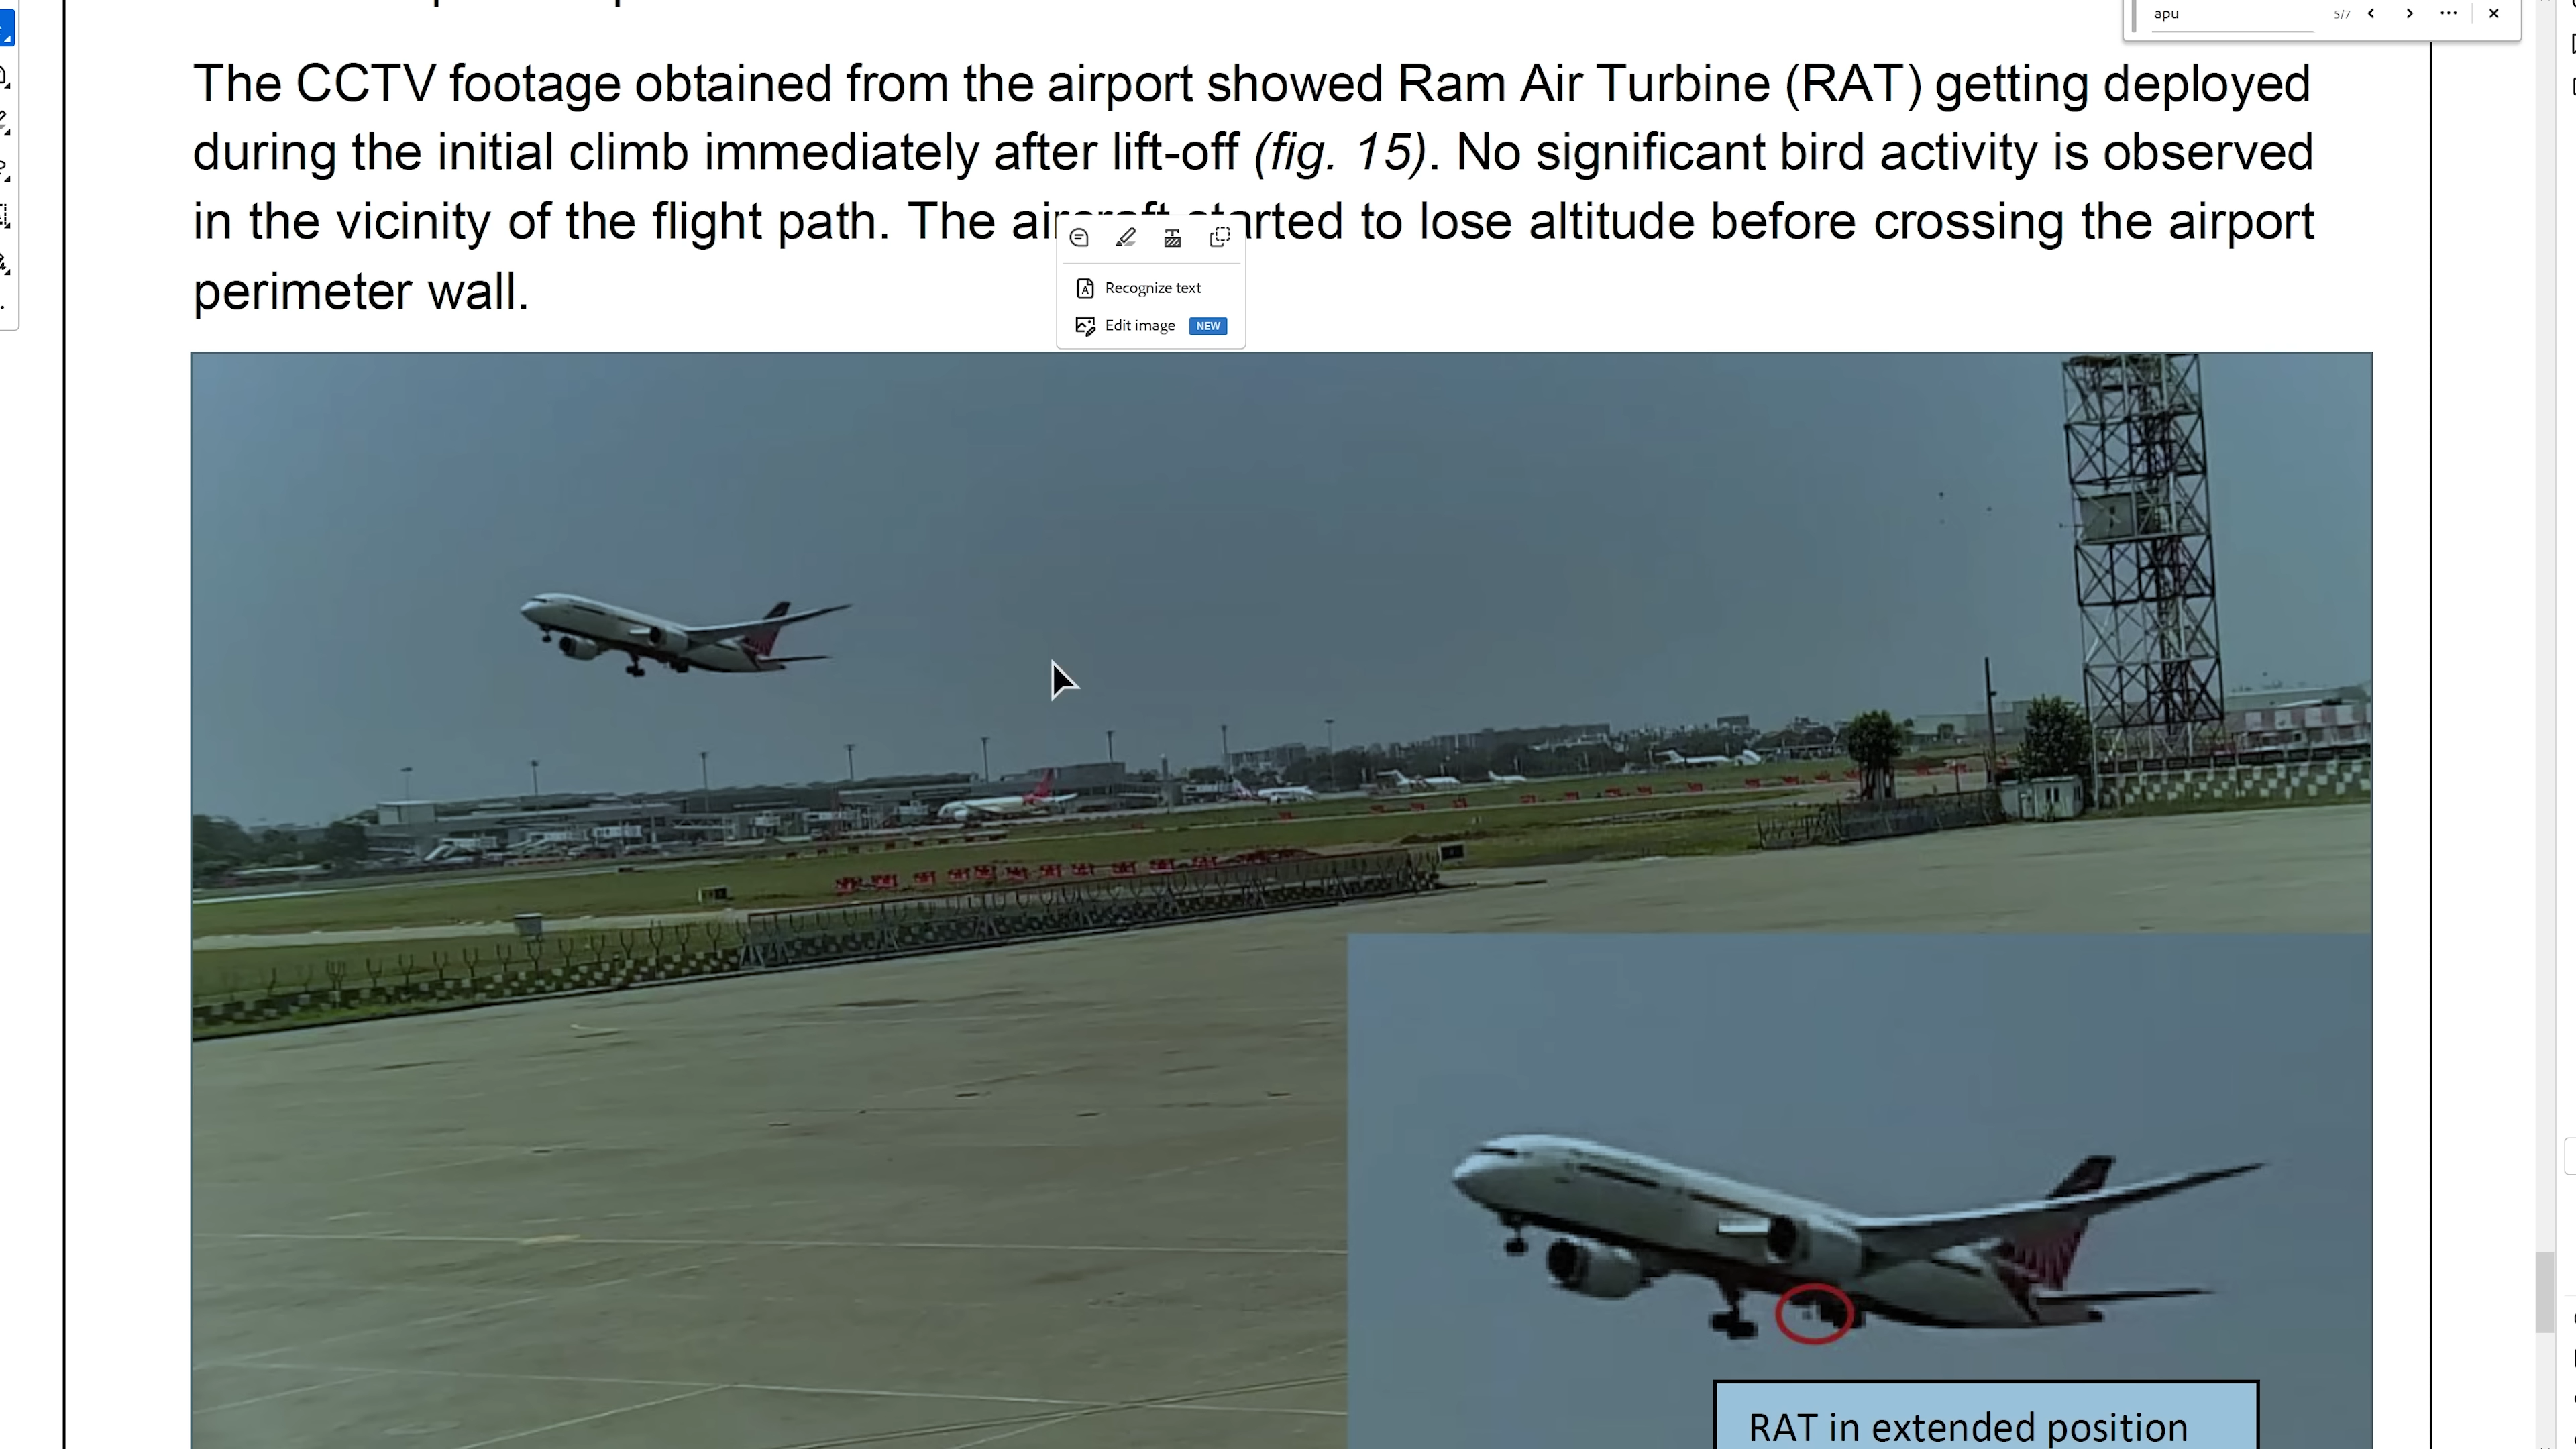 apu
5/7
The CCTV footage obtained from the airport showed Ram Air Turbine (RAT) getting deployed
during the initial climb immediately after lift-off (fig. 15). No significant bird activity is observed
in the vicinity of the flight path. The aircraft started to lose altitude before crossing the airport
perimeter wall.
Recognize text
Edit image NEW
RAT in extended position